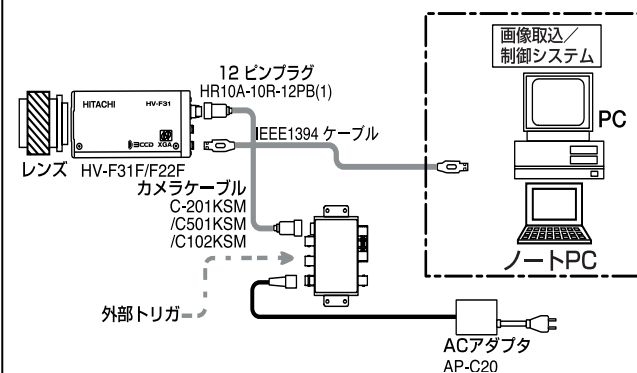 画像取込／
制御システム
12 ピンプラグ
HR10A-10R-12PB(1)
PC
HITACHI HV-F31
3CCD XGA
IEEE1394 ケーブル
レンズ HV-F31F/F22F
カメラケーブル
C-201KSM
/C501KSM
/C102KSM
ノートPC
外部トリガ
ACアダプタ
AP-C20